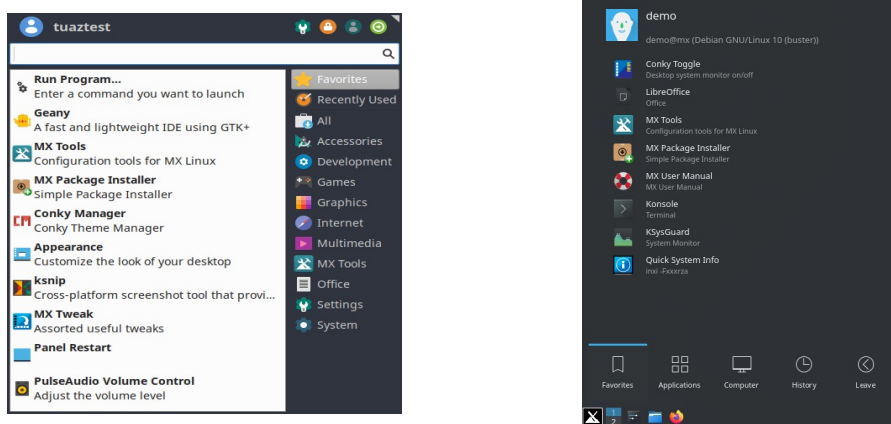 tuaztest
Run Program...
Enter a command you want to launch
Geany
A fast and lightweight IDE using GTK+
MX Tools
Configuration tools for MX Linux
MX Package Installer
Simple Package Installer
Conky Manager
Conky Theme Manager
Appearance
Customize the look of your desktop
ksnip
Cross-platform screenshot tool that provi...
MX Tweak
Assorted useful tweaks
Panel Restart
PulseAudio Volume Control
Adjust the volume level
Favorites
Recently Used
All
Accessories
Development
Games
Graphics
Internet
Multimedia
MX Tools
Office
Settings
System
demo
demo@mx (Debian GNU/Linux 10 (buster))
Conky Toggle
Desktop system monitor on/off
LibreOffice
Office
MX Tools
Configuration tools for MX Linux
MX Package Installer
Simple Package Installer
MX User Manual
MX User Manual
Konsole
Terminal
KSysGuard
System Monitor
Quick System Info
inxi -Fxxxrza
Favorites Applications Computer History Leave
1
2